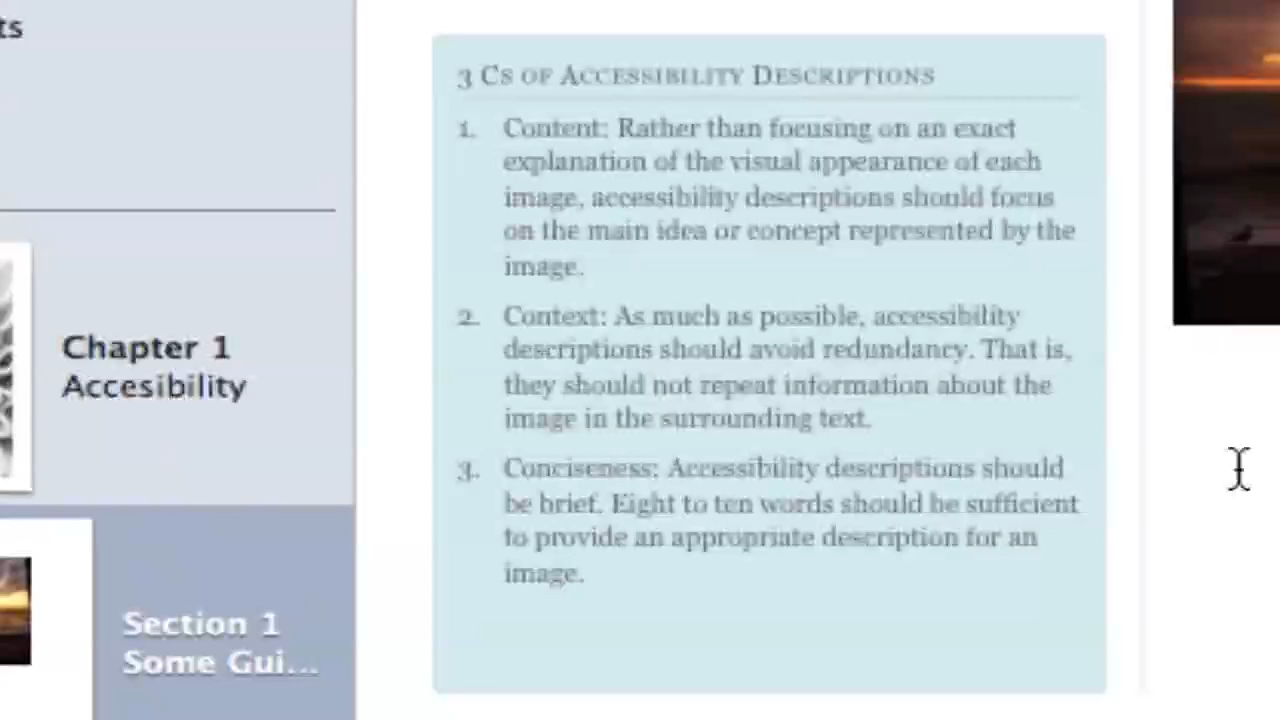 ts
Chapter 1
Accesibility
Section 1
Some Gui...
3 Cs of Accessibility Descriptions
1. Content: Rather than focusing on an exact
explanation of the visual appearance of each
image, accessibility descriptions should focus
on the main idea or concept represented by the
image.
2. Context: As much as possible, accessibility
descriptions should avoid redundancy. That is,
they should not repeat information about the
image in the surrounding text.
3. Conciseness: Accessibility descriptions should
be brief. Eight to ten words should be sufficient
to provide an appropriate description for an
image.